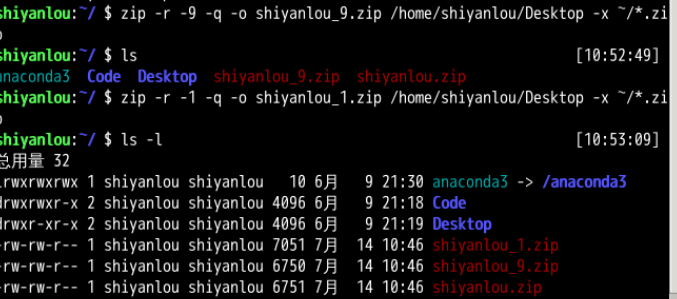 shiyanlou:~/ $ zip -r -9 -q -o shiyanlou_9.zip /home/shiyanlou/Desktop -x ~/*.zi
p
shiyanlou:~/ $ ls [10:52:49]
anaconda3 Code Desktop shiyanlou_9.zip shiyanlou.zip
shiyanlou:~/ $ zip -r -1 -q -o shiyanlou_1.zip /home/shiyanlou/Desktop -x ~/*.zi
p
shiyanlou:~/ $ ls -l [10:53:09]
总用量 32
lrwxrwxrwx 1 shiyanlou shiyanlou 10 6月 9 21:30 anaconda3 -> /anaconda3
drwxrwxr-x 2 shiyanlou shiyanlou 4096 6月 9 21:18 Code
drwxr-xr-x 2 shiyanlou shiyanlou 4096 6月 9 21:19 Desktop
-rw-rw-r-- 1 shiyanlou shiyanlou 7051 7月 14 10:46 shiyanlou_1.zip
-rw-rw-r-- 1 shiyanlou shiyanlou 6750 7月 14 10:46 shiyanlou_9.zip
-rw-rw-r-- 1 shiyanlou shiyanlou 6751 7月 14 10:46 shiyanlou.zip